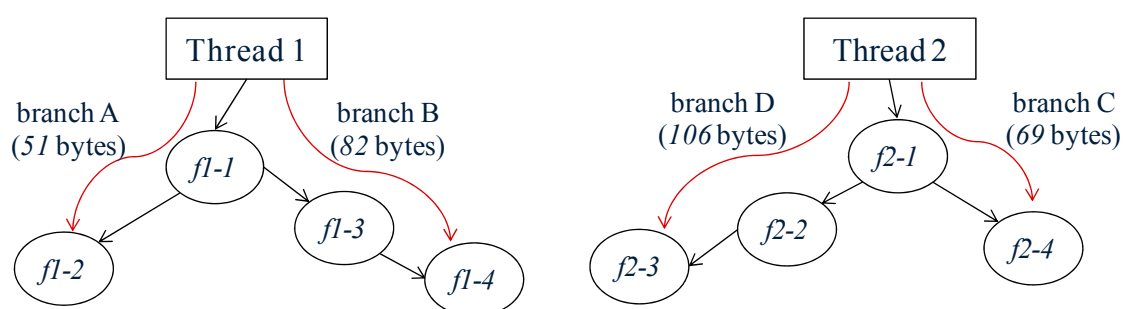 Thread 1
branch A
(51 bytes)
branch B
(82 bytes)
f1-1
f1-3
f1-2
f1-4
Thread 2
branch D
(106 bytes)
branch C
(69 bytes)
f2-1
f2-2
f2-3
f2-4